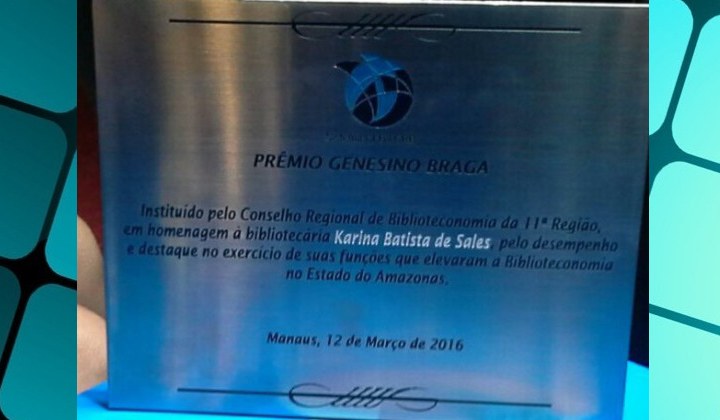 PRÊMIO GENESINO BRAGA
Instituído pelo Conselho Regional de Biblioteconomia da 11ª Região,
em homenagem à bibliotecária Karina Batista de Sales, pelo desempenho
e destaque no exercício de suas funções que elevaram a Biblioteconomia
no Estado do Amazonas.
Manaus, 12 de Março de 2016